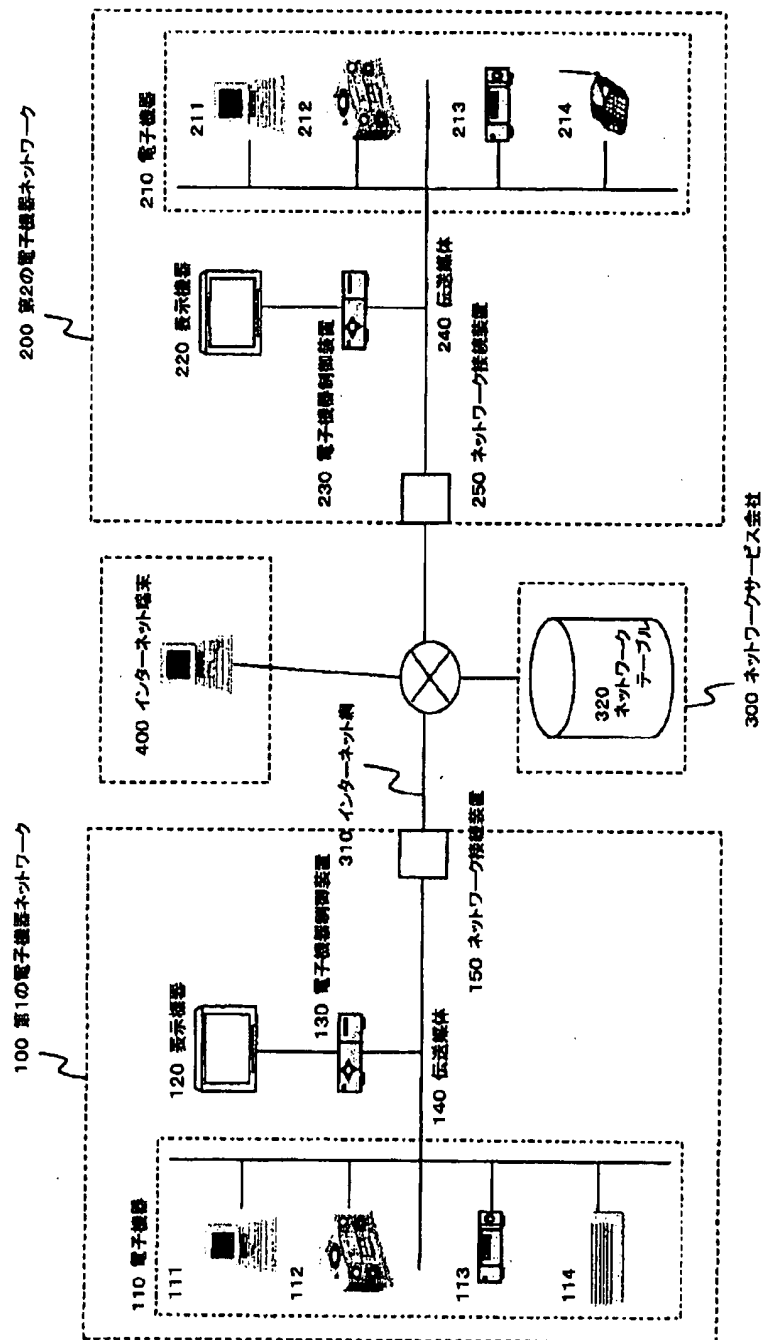 100 第1の電子機器ネットワーク
110 電子機器
111
112
113
114
120 表示機器
130 電子機器制御装置
140 伝送媒体
150 ネットワーク接続装置
310 インターネット網
400 インターネット端末
320 ネットワーク
テーブル
300 ネットワークサービス会社
200 第2の電子機器ネットワーク
220 表示機器
230 電子機器制御装置
240 伝送媒体
250 ネットワーク接続装置
210 電子機器
211
212
213
214